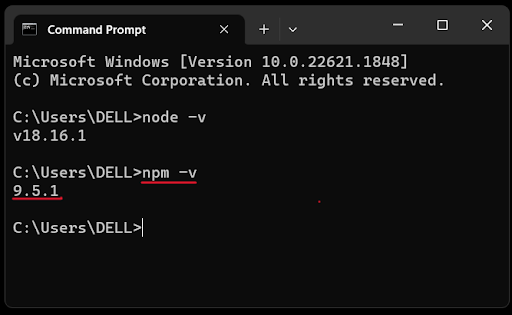 Command Prompt
Microsoft Windows [Version 10.0.22621.1848]
(c) Microsoft Corporation. All rights reserved.
C:\Users\DELL>node -v
v18.16.1
C:\Users\DELL>npm -v
9.5.1
C:\Users\DELL>